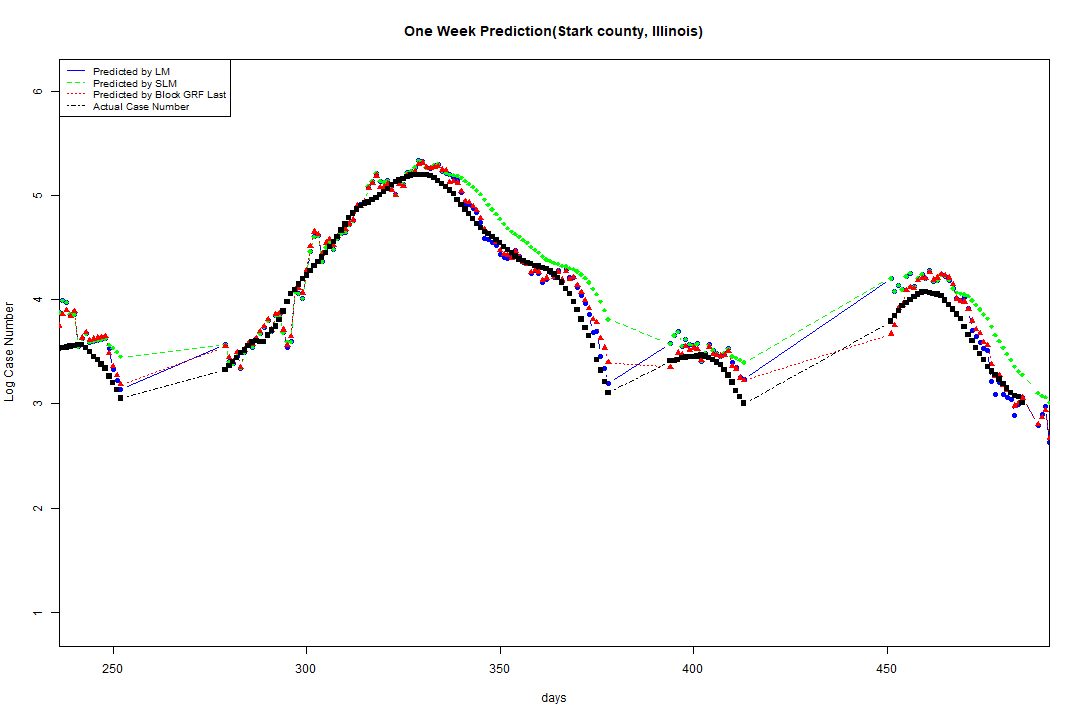 One Week Prediction(Stark county, Illinois)
Predicted by LM
Predicted by SLM
Predicted by Block GRF Last
Actual Case Number
6
5
4
3
2
1
Log Case Number
250 300 350 400 450
days